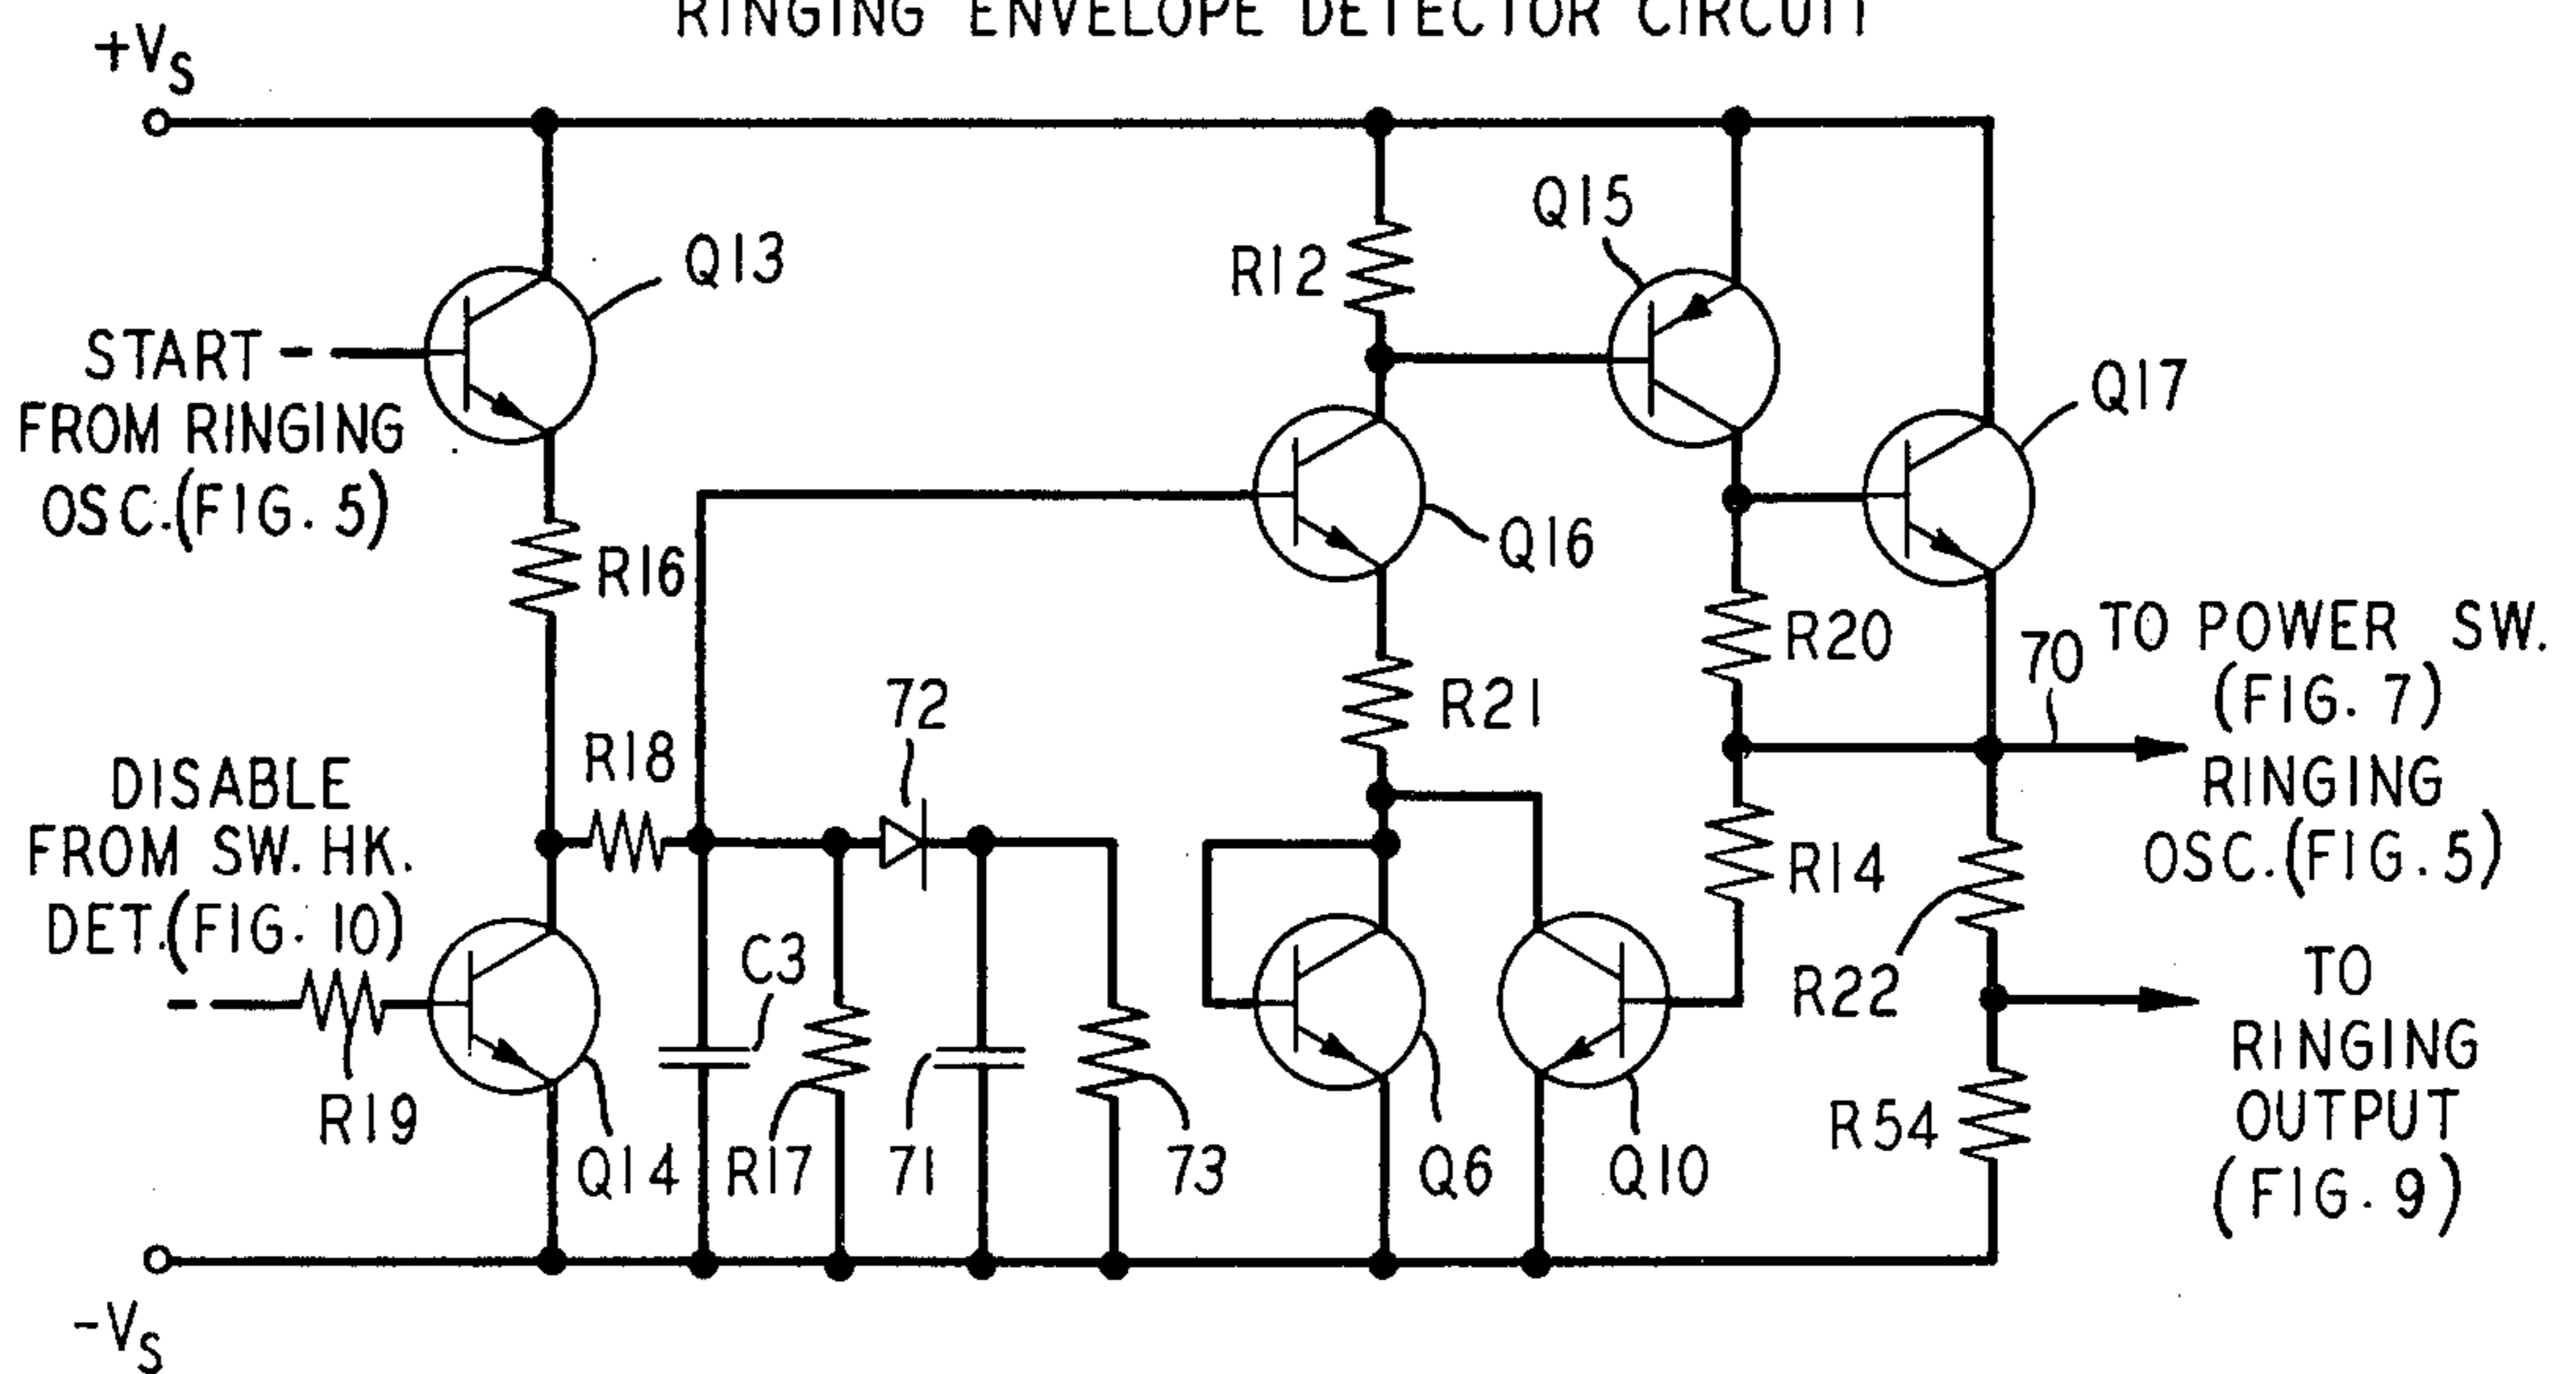 RINGING ENVELOPE DETECTOR CIRCUIT
+VS
Q13
START
FROM RINGING
OSC.(FIG. 5)
R16
R12
Q15
Q16
Q17
R20
70
TO POWER SW.
(FIG. 7)
RINGING
OSC.(FIG. 5)
R21
R18
72
DISABLE
FROM SW. HK.
DET.(FIG. 10)
R19
Q14
C3
R17
71
73
Q6
Q10
R14
R22
R54
TO
RINGING
OUTPUT
(FIG. 9)
-VS